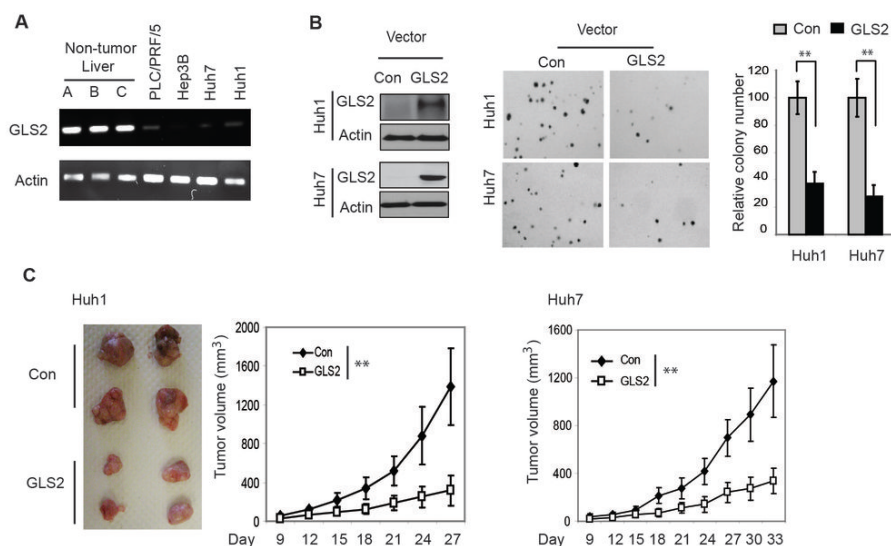 A
Non-tumor
Liver
A B C PLC/PRF/5 Hep3B Huh7 Huh1
GLS2
Actin
B
Vector
Con GLS2
Huh1
GLS2
Actin
Huh7
GLS2
Actin
Vector
Con GLS2
Huh1
Huh7
Con
GLS2
Relative colony number
** **
120
100
80
60
40
20
0
Huh1 Huh7
C
Huh1
Con
GLS2
Tumor volume (mm³)
2000
1600
1200
800
400
0
Con
GLS2
**
Day 9 12 15 18 21 24 27
Huh7
Tumor volume (mm³)
1600
1200
800
400
0
Con
GLS2
**
Day 9 12 15 18 21 24 27 30 33